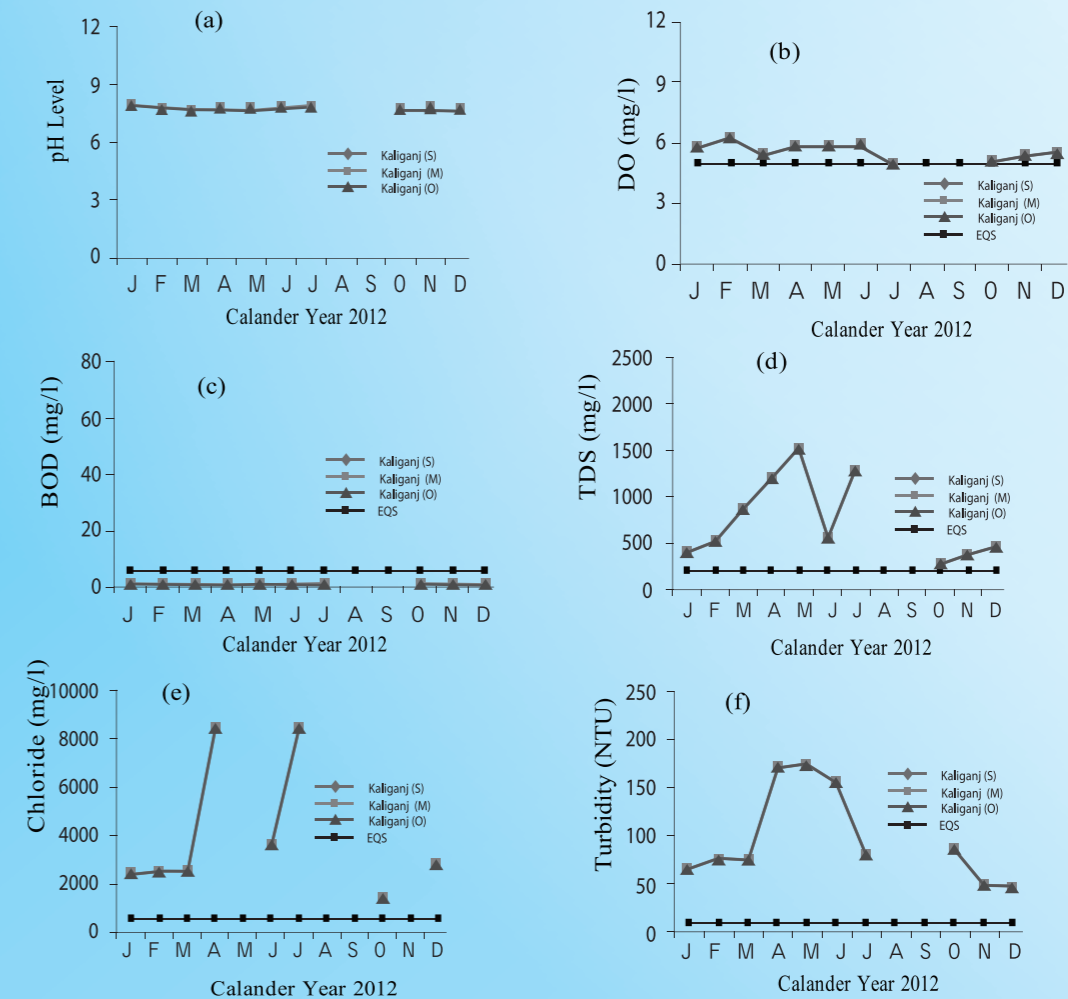 (a)
12
9
6
3
0
pH Level
Kaliganj (S)
Kaliganj (M)
Kaliganj (O)
J F M A M J J A S O N D
Calander Year 2012
(b)
12
9
6
3
0
DO (mg/l)
Kaliganj (S)
Kaliganj (M)
Kaliganj (O)
EQS
J F M A M J J A S O N D
Calander Year 2012
(c)
80
60
40
20
0
BOD (mg/l)
Kaliganj (S)
Kaliganj (M)
Kaliganj (O)
EQS
J F M A M J J A S O N D
Calander Year 2012
(d)
2500
2000
1500
1000
500
0
TDS (mg/l)
Kaliganj (S)
Kaliganj (M)
Kaliganj (O)
EQS
J F M A M J J A S O N D
Calander Year 2012
(e)
10000
8000
6000
4000
2000
0
Chloride (mg/l)
Kaliganj (S)
Kaliganj (M)
Kaliganj (O)
EQS
J F M A M J J A S O N D
Calander Year 2012
(f)
250
200
150
100
50
0
Turbidity (NTU)
Kaliganj (S)
Kaliganj (M)
Kaliganj (O)
EQS
J F M A M J J A S O N D
Calander Year 2012